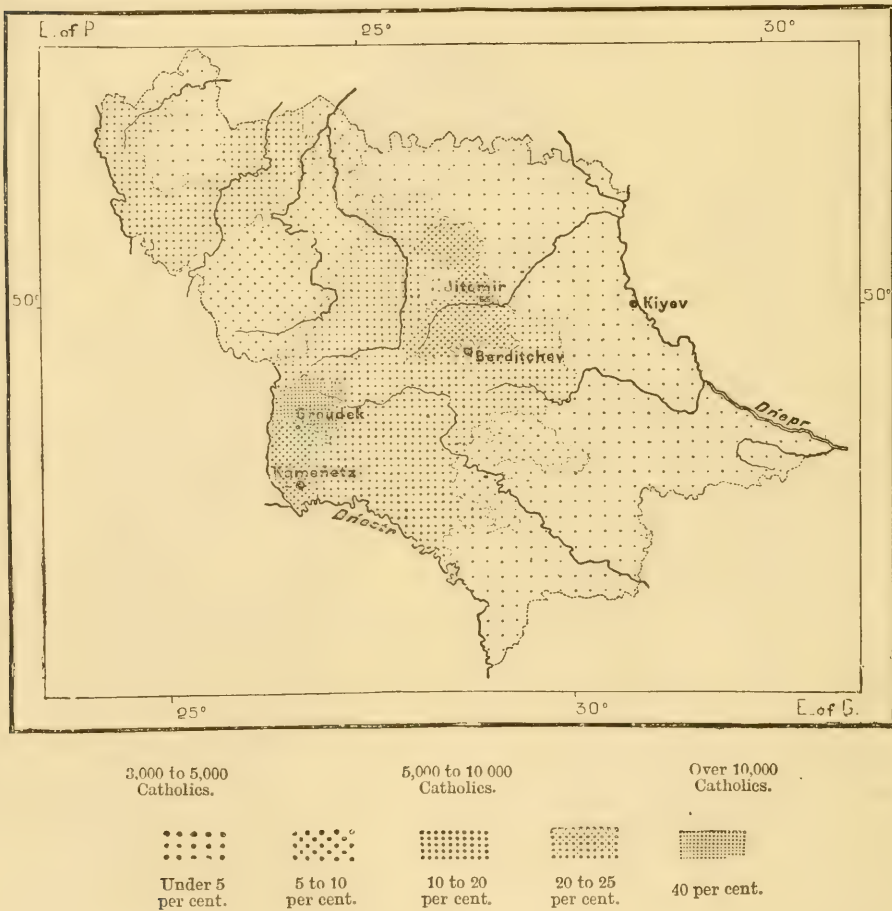 E. of P
25°
30°
50°
50°
Jitomir
Kiyev
Berditchev
Groudek
Dńepr
Kamenetz
Dńestr
25°
30°
E. of G.
3,000 to 5,000
Catholics.
5,000 to 10 000
Catholics.
Over 10,000
Catholics.
Under 5
per cent.
5 to 10
per cent.
10 to 20
per cent.
20 to 25
per cent.
40 per cent.